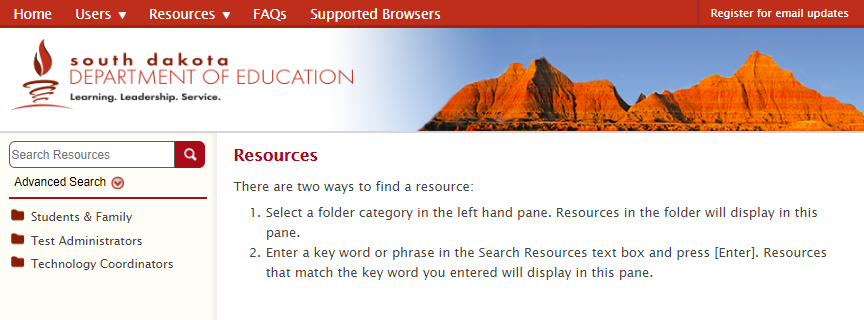 Home Users ▼ Resources ▼ FAQs Supported Browsers Register for email updates
south dakota
DEPARTMENT OF EDUCATION
Learning. Leadership. Service.
Search Resources
Advanced Search
Students & Family
Test Administrators
Technology Coordinators
Resources
There are two ways to find a resource:
1. Select a folder category in the left hand pane. Resources in the folder will display in this
pane.
2. Enter a key word or phrase in the Search Resources text box and press [Enter]. Resources
that match the key word you entered will display in this pane.